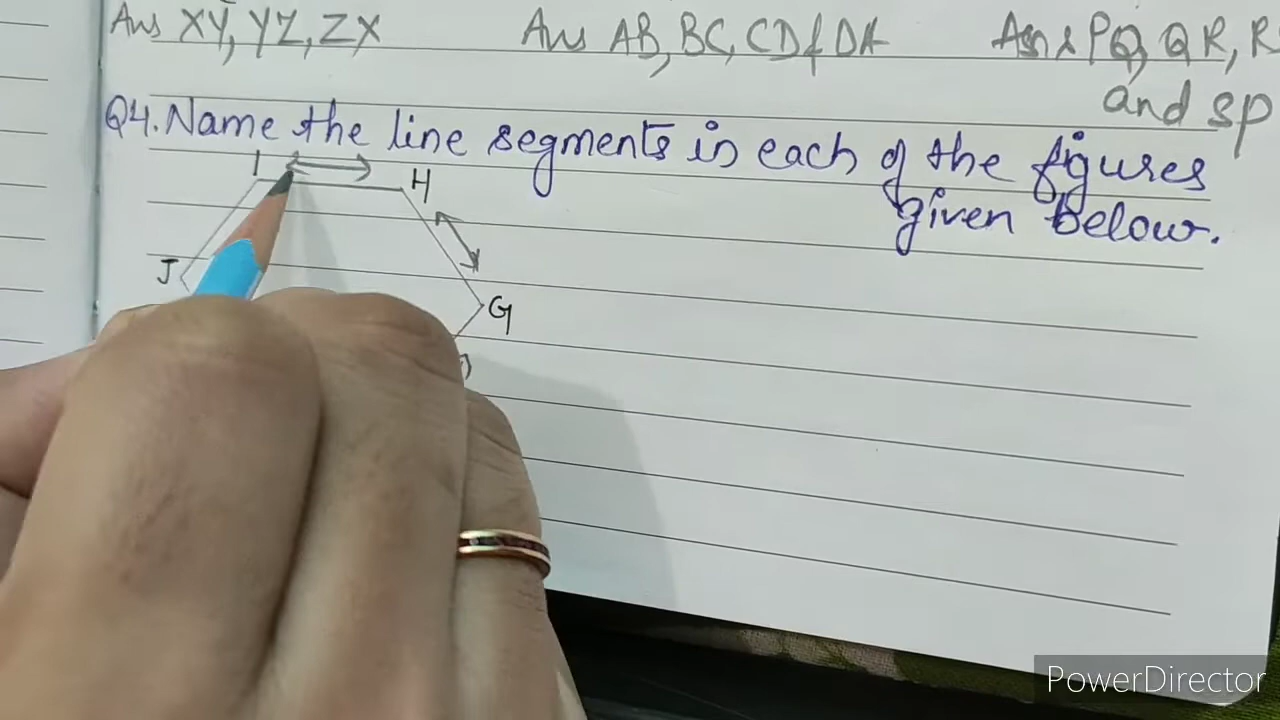 Ans XY, YZ, ZX
Ans AB, BC, CD & DA
Ans PQ, QR, R
and SP
Q4. Name the line segments in each of the figures
given below.
I
H
J
G
PowerDirector